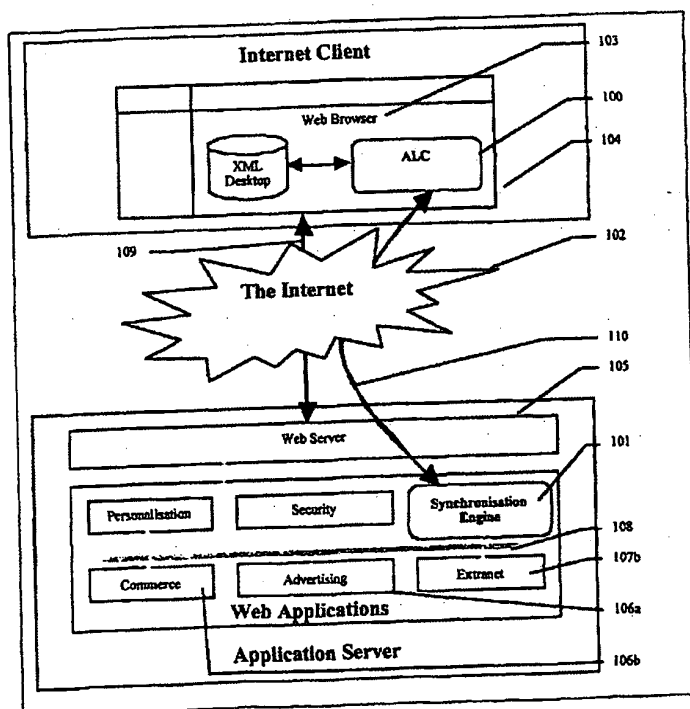 Internet Client
103
Web Browser
100
XML
Desktop
ALC
104
109
102
The Internet
110
105
Web Server
101
Personalisation
Security
Synchronisation
Engine
108
107b
Commerce
Advertising
Extranet
Web Applications
106a
Application Server
106b